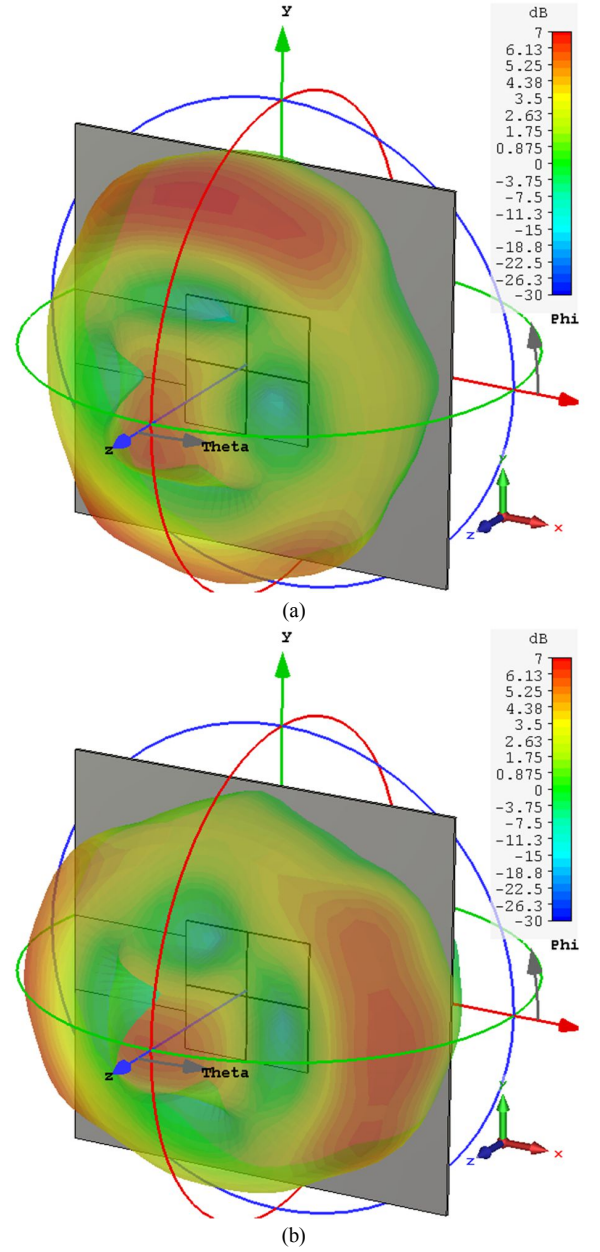 Y
dB
7
6.13
5.25
4.38
3.5
2.63
1.75
0.875
0
-3.75
-7.5
-11.3
-15
-18.8
-22.5
-26.3
-30
Phi
z
Theta
y
z
x
(a)
Y
dB
7
6.13
5.25
4.38
3.5
2.63
1.75
0.875
0
-3.75
-7.5
-11.3
-15
-18.8
-22.5
-26.3
-30
Phi
z
Theta
y
z
x
(b)